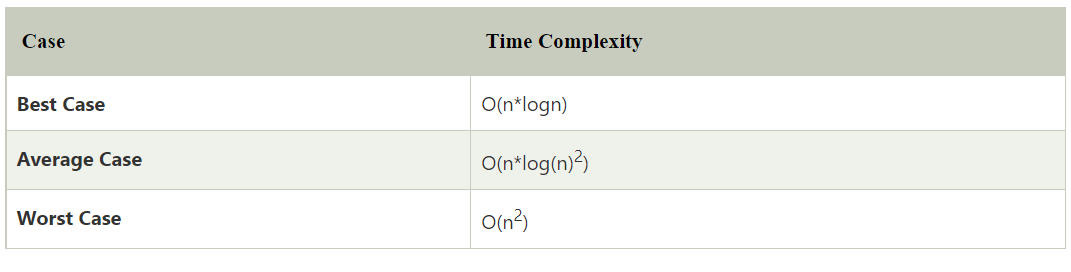 Case Time Complexity
Best Case O(n*logn)
Average Case O(n*log(n)²)
Worst Case O(n²)